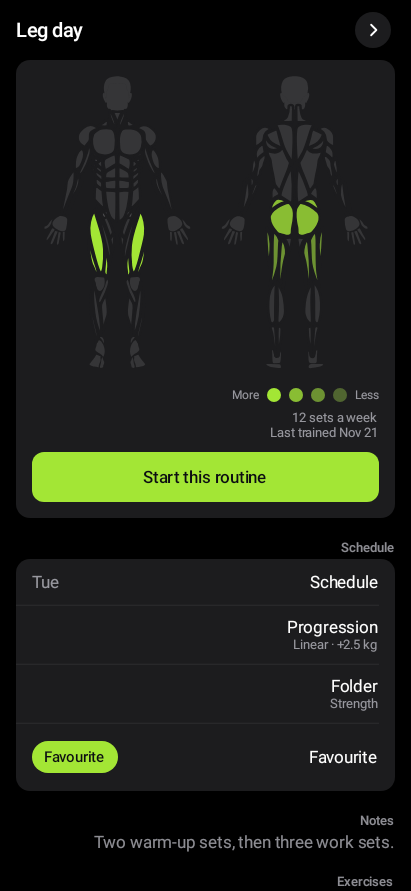 Leg day
More Less
12 sets a week
Last trained Nov 21
Start this routine
Schedule
Tue Schedule
Progression
Linear · +2.5 kg
Folder
Strength
Favourite Favourite
Notes
Two warm-up sets, then three work sets.
Exercises